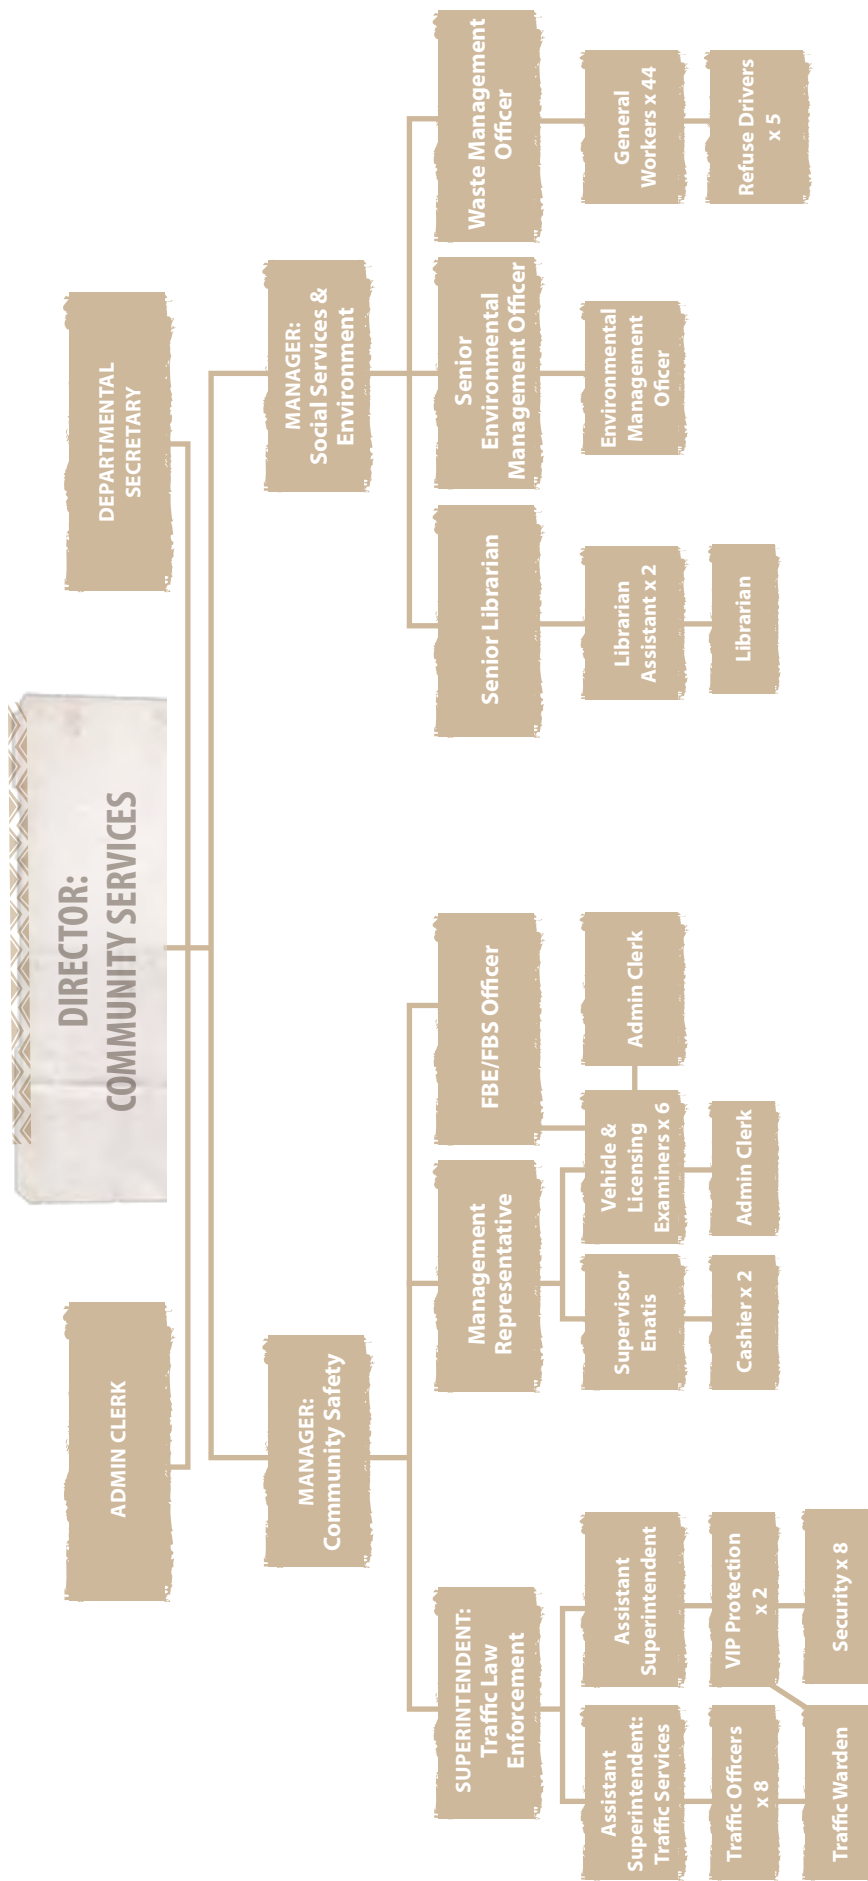 DIRECTOR:
COMMUNITY SERVICES
ADMIN CLERK
DEPARTMENTAL
SECRETARY
MANAGER:
Community Safety
MANAGER:
Social Services &
Environment
SUPERINTENDENT:
Traffic Law
Enforcement
Management
Representative
FBE/FBS Officer
Senior Librarian
Senior
Environmental
Management Officer
Waste Management
Officer
Assistant
Superintendent:
Traffic Services
Assistant
Superintendent
Supervisor
Enatis
Vehicle &
Licensing
Examiners x 6
Admin Clerk
Librarian
Assistant x 2
Environmental
Management
Oficer
General
Workers x 44
Traffic Officers
x 8
VIP Protection
x 2
Cashier x 2
Admin Clerk
Librarian
Refuse Drivers
x 5
Traffic Warden
Security x 8